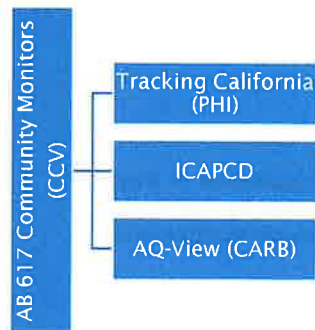 AB 617 Community Monitors
(CCV)
Tracking California
(PHI)
ICAPCD
AQ-View (CARB)